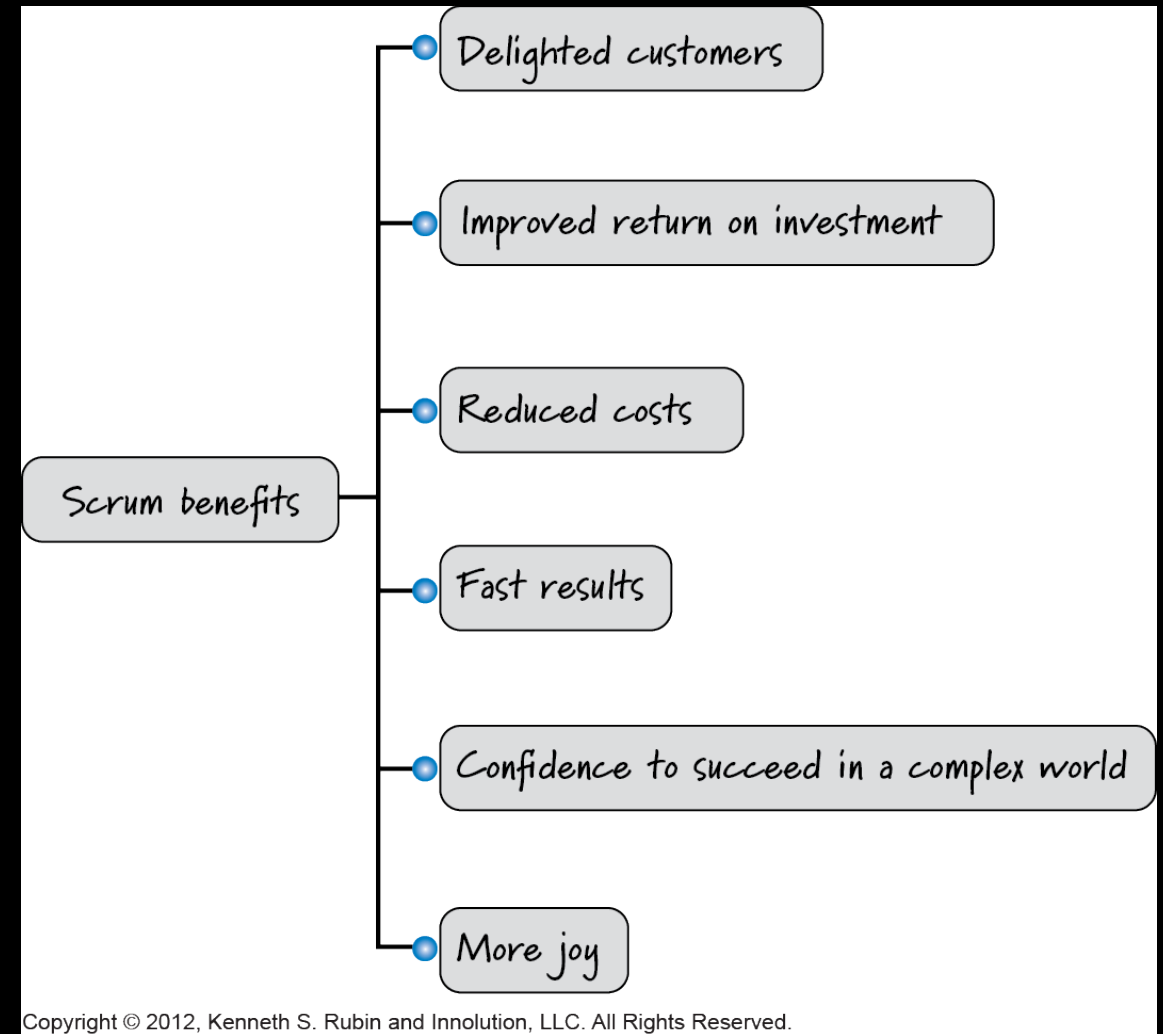 Delighted customers
Improved return on investment
Reduced costs
Scrum benefits
Fast results
Confidence to succeed in a complex world
More joy
Copyright © 2012, Kenneth S. Rubin and Innolution, LLC. All Rights Reserved.